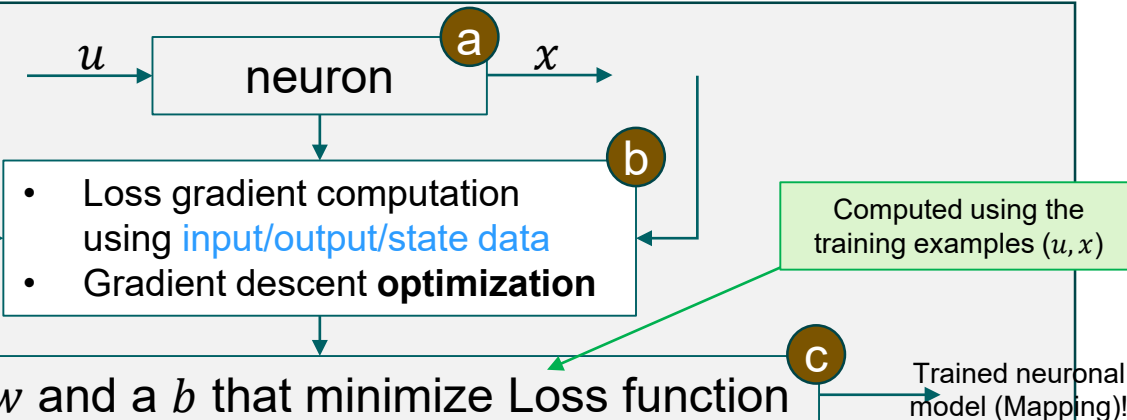 u
neuron
a
x
b
• Loss gradient computation
using input/output/state data
• Gradient descent optimization
Computed using the
training examples (u, x)
c
w and a b that minimize Loss function
Trained neuronal
model (Mapping)!